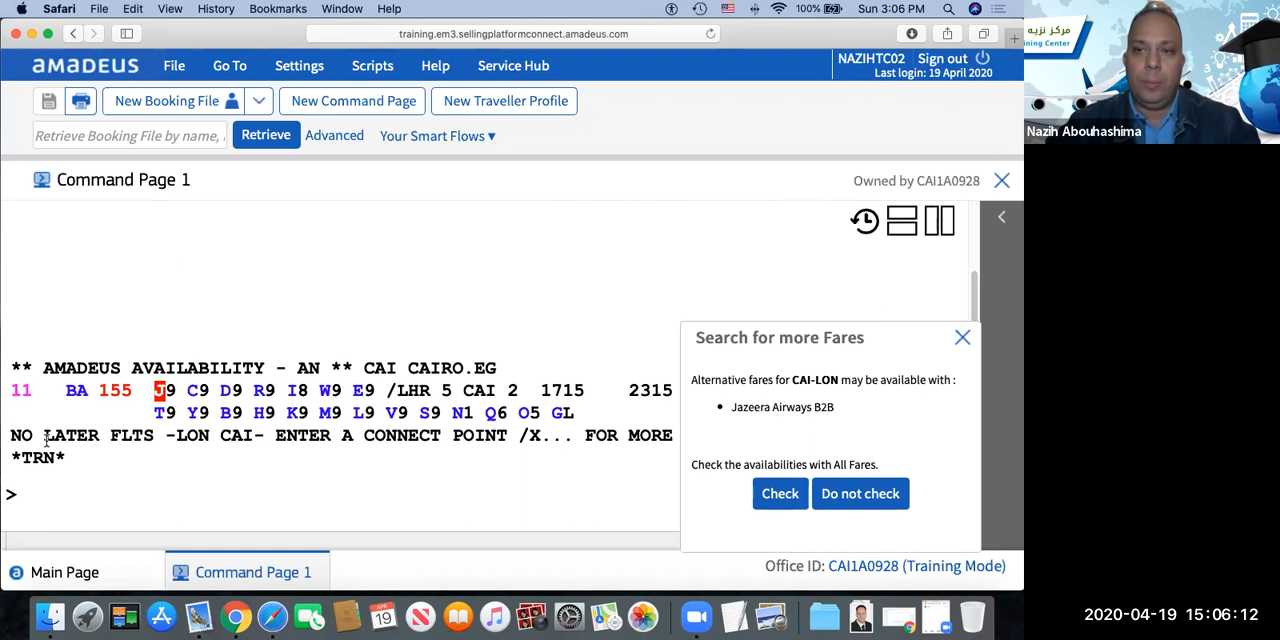 Safari File Edit View History Bookmarks Window Help 100% Sun 3:06 PM
training.em3.sellingplatformconnect.amadeus.com
amadeus File Go To Settings Scripts Help Service Hub
NAZIHTC02 Sign out
Last login: 19 April 2020
New Booking File New Command Page New Traveller Profile
Retrieve Booking File by name, Retrieve Advanced Your Smart Flows ▾
Command Page 1 Owned by CAI1A0928
** AMADEUS AVAILABILITY - AN ** CAI CAIRO.EG
11 BA 155 J9 C9 D9 R9 I8 W9 E9 /LHR 5 CAI 2 1715 2315
T9 Y9 B9 H9 K9 M9 L9 V9 S9 N1 Q6 O5 GL
NO LATER FLTS -LON CAI- ENTER A CONNECT POINT /X... FOR MORE
*TRN*
>
Search for more Fares
Alternative fares for CAI-LON may be available with :
• Jazeera Airways B2B
Check the availabilities with All Fares.
Check Do not check
Office ID: CAI1A0928 (Training Mode)
a Main Page Command Page 1
APR
19
مركز نزيه
ining Center
Nazih Abouhashima
2020-04-19 15:06:12